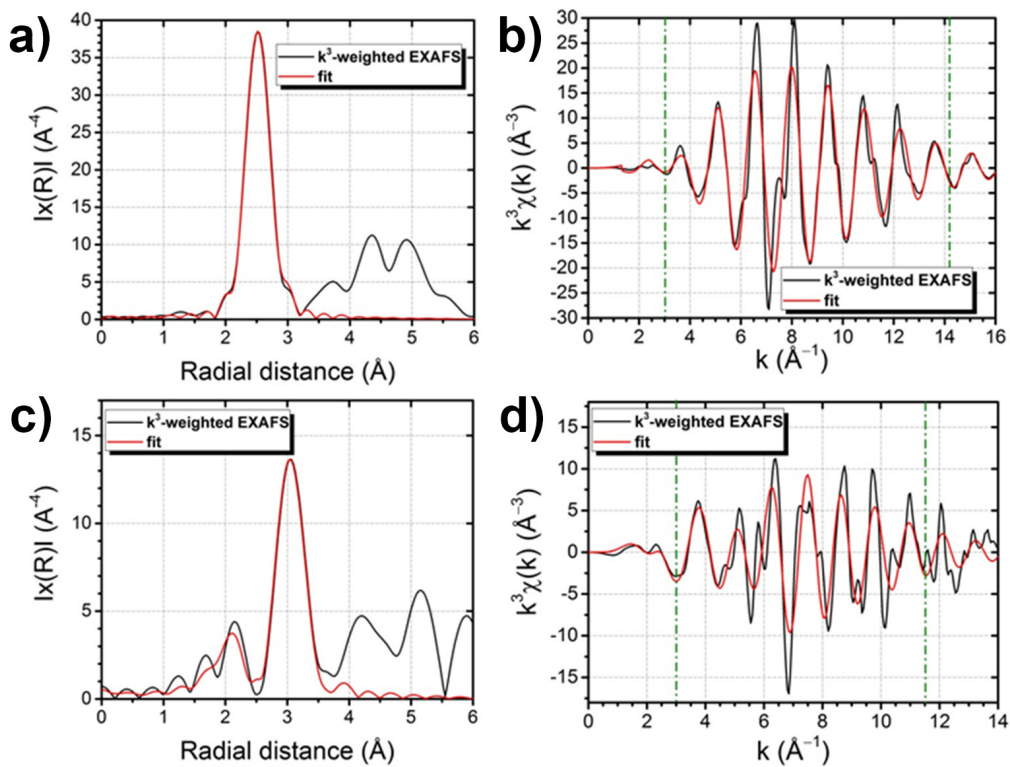 a)
40
35
30
25
20
15
10
5
0
0 1 2 3 4 5 6
Ix(R)I (A⁻⁴)
Radial distance (Å)
k³-weighted EXAFS
fit
b)
30
25
20
15
10
5
0
-5
-10
-15
-20
-25
-30
0 2 4 6 8 10 12 14 16
k³χ(k) (Å⁻³)
k (Å⁻¹)
k³-weighted EXAFS
fit
c)
15
10
5
0
0 1 2 3 4 5 6
Ix(R)I (A⁻⁴)
Radial distance (Å)
k³-weighted EXAFS
fit
d)
15
10
5
0
-5
-10
-15
0 2 4 6 8 10 12 14
k³χ(k) (Å⁻³)
k (Å⁻¹)
k³-weighted EXAFS
fit